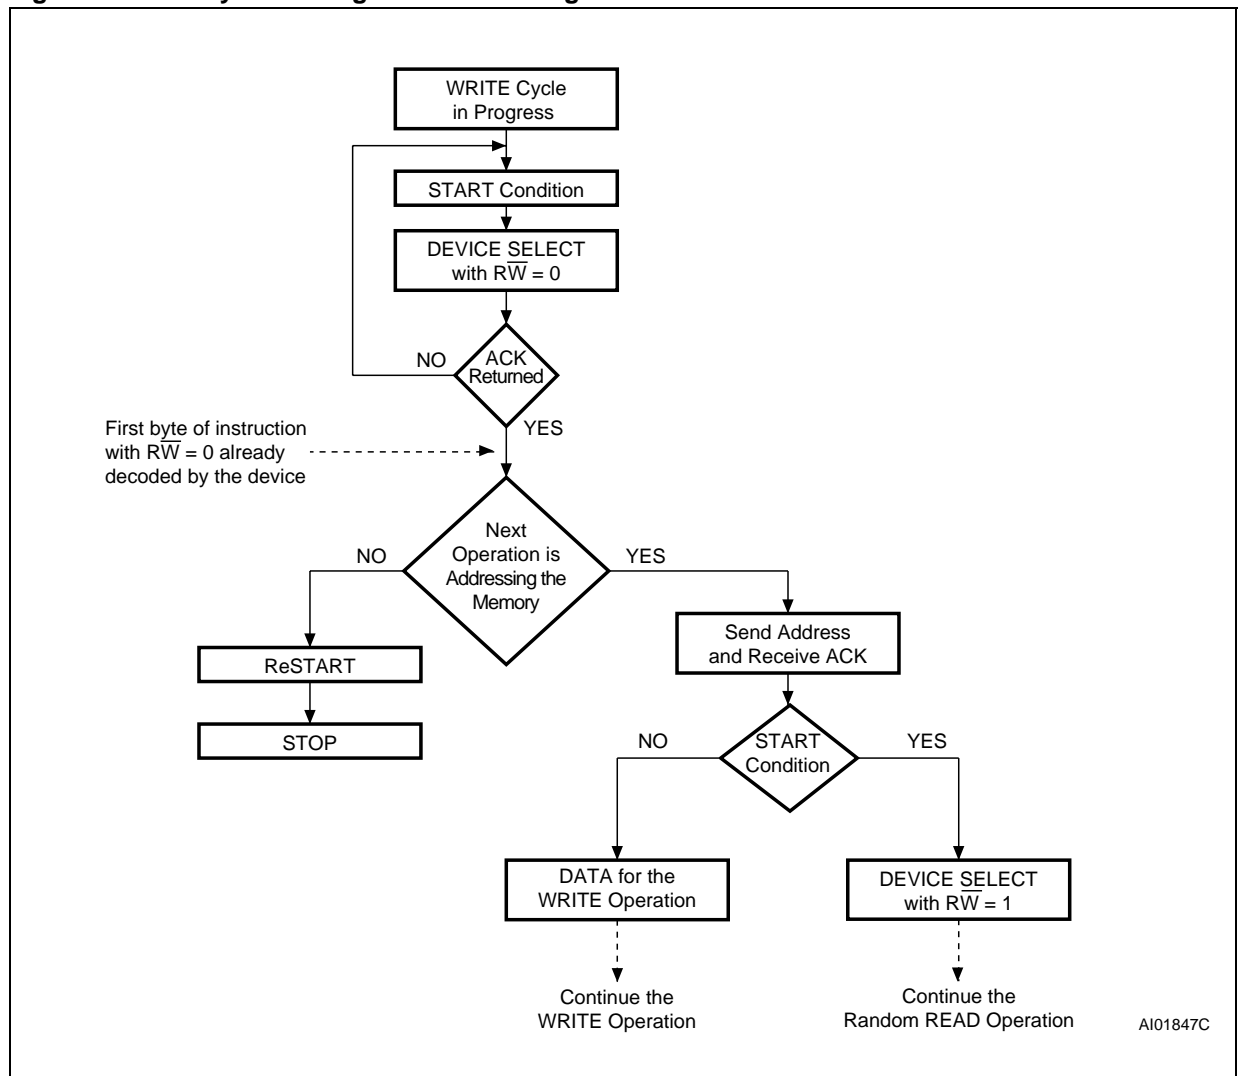 WRITE Cycle
in Progress
START Condition
DEVICE SELECT
with RW̅ = 0
NO
ACK
Returned
YES
First byte of instruction
with RW̅ = 0 already
decoded by the device
Next
Operation is
Addressing the
Memory
NO
YES
Send Address
and Receive ACK
ReSTART
STOP
NO
START
Condition
YES
DATA for the
WRITE Operation
DEVICE SELECT
with RW̅ = 1
Continue the
WRITE Operation
Continue the
Random READ Operation
AI01847C